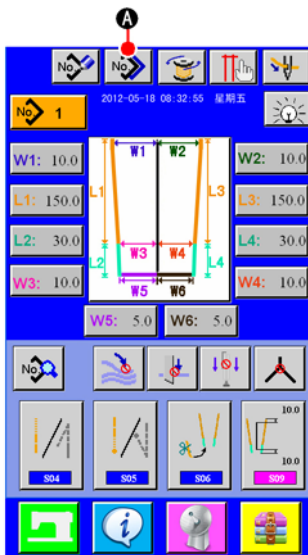 A
No. No.
2012-05-18 08:32:55 星期五
No. 1
W1: 10.0
W2: 10.0
L1: 150.0
L3: 150.0
L2: 30.0
L4: 30.0
W3: 10.0
W4: 10.0
W1 W2
L1 L3
W3 W4
L2 L4
W5 W6
W5: 5.0 W6: 5.0
No.
10.0
10.0
S04 S05 S06 S09
i